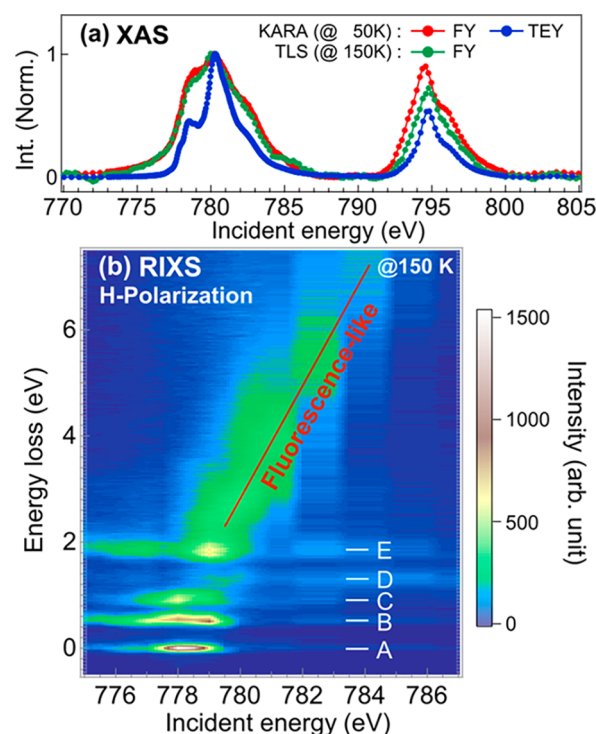 (a) XAS
KARA (@ 50K) : FY TEY
TLS (@ 150K) : FY
Int. (Norm.)
1
0
770 775 780 785 790 795 800 805
Incident energy (eV)
(b) RIXS
H-Polarization
@150 K
Fluorescence-like
Energy loss (eV)
6
4
2
0
E
D
C
B
A
776 778 780 782 784 786
Incident energy (eV)
1500
1000
500
0
Intensity (arb. unit)